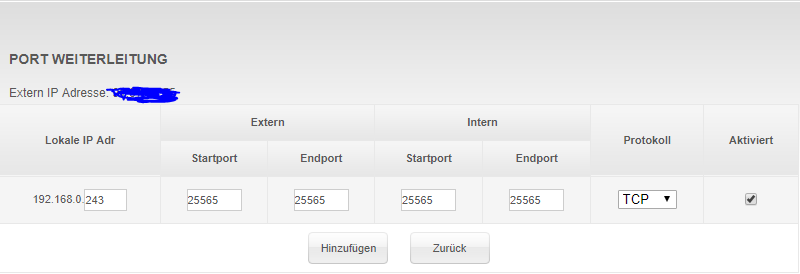 PORT WEITERLEITUNG
Extern IP Adresse:
Lokale IP Adr Extern Intern Protokoll Aktiviert
Startport Endport Startport Endport
192.168.0. 243 25565 25565 25565 25565 TCP
Hinzufügen Zurück